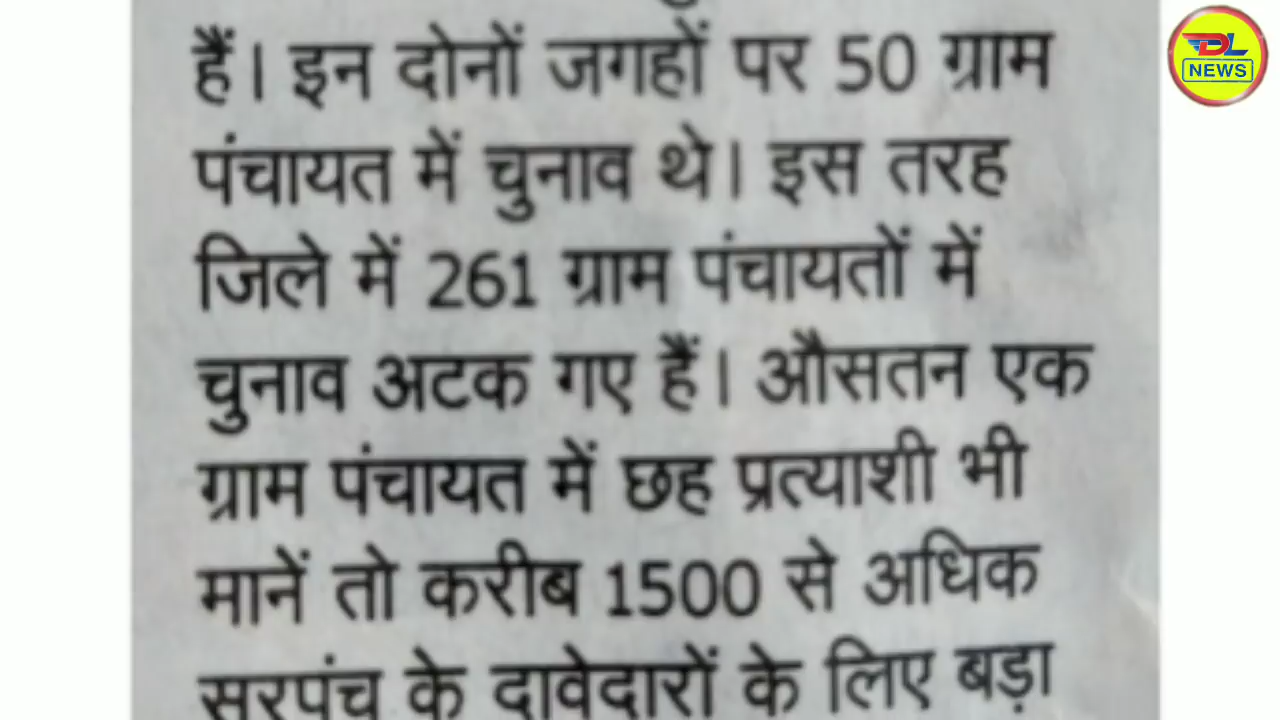 हैं। इन दोनों जगहों पर 50 ग्राम
पंचायत में चुनाव थे। इस तरह
जिले में 261 ग्राम पंचायतों में
चुनाव अटक गए हैं। औसतन एक
ग्राम पंचायत में छह प्रत्याशी भी
मानें तो करीब 1500 से अधिक
सरपंच के दावेदारों के लिए बड़ा
DL
NEWS